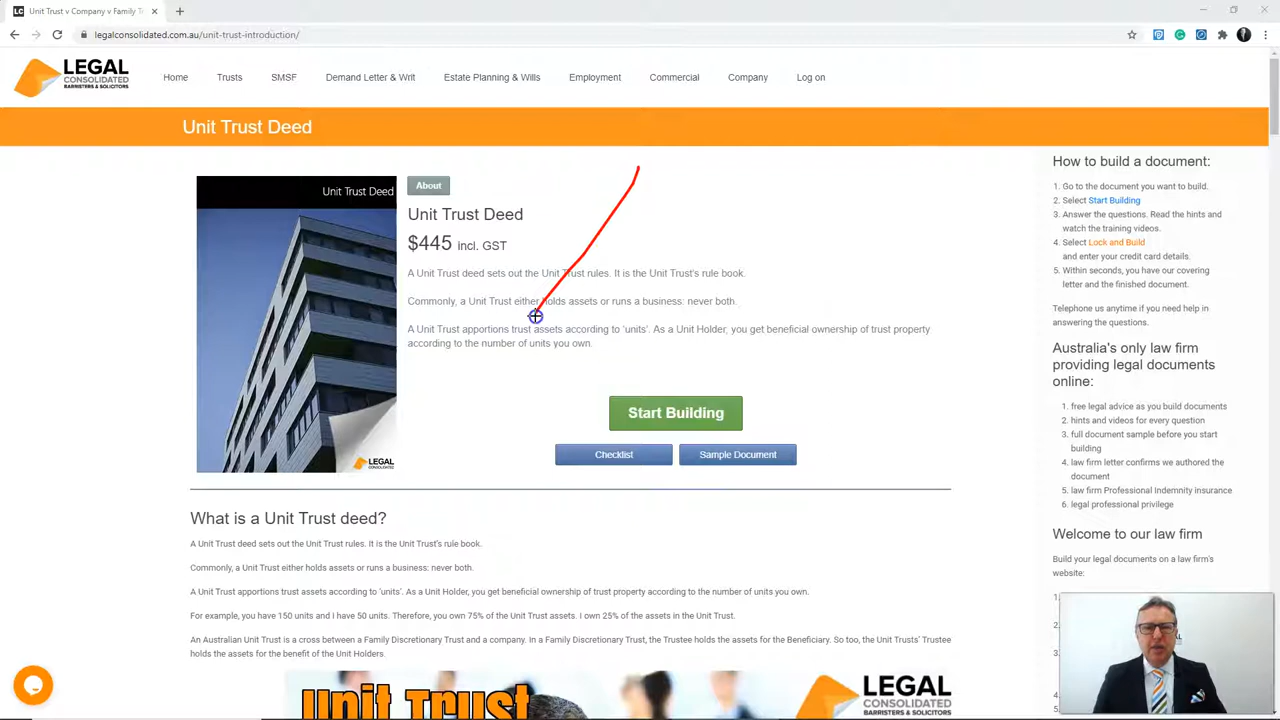 LC Unit Trust v Company v Family Tr
legalconsolidated.com.au/unit-trust-introduction/
LEGAL
CONSOLIDATED
BARRISTERS & SOLICITORS
Home Trusts SMSF Demand Letter & Writ Estate Planning & Wills Employment Commercial Company Log on
Unit Trust Deed
Unit Trust Deed
LEGAL
CONSOLIDATED
About
Unit Trust Deed
$445 incl. GST
A Unit Trust deed sets out the Unit Trust rules. It is the Unit Trust's rule book.
Commonly, a Unit Trust either holds assets or runs a business: never both.
A Unit Trust apportions trust assets according to 'units'. As a Unit Holder, you get beneficial ownership of trust property
according to the number of units you own.
Start Building
Checklist Sample Document
What is a Unit Trust deed?
A Unit Trust deed sets out the Unit Trust rules. It is the Unit Trust's rule book.
Commonly, a Unit Trust either holds assets or runs a business: never both.
A Unit Trust apportions trust assets according to 'units'. As a Unit Holder, you get beneficial ownership of trust property according to the number of units you own.
For example, you have 150 units and I have 50 units. Therefore, you own 75% of the Unit Trust assets. I own 25% of the assets in the Unit Trust.
An Australian Unit Trust is a cross between a Family Discretionary Trust and a company. In a Family Discretionary Trust, the Trustee holds the assets for the Beneficiary. So too, the Unit Trusts' Trustee
holds the assets for the benefit of the Unit Holders.
Unit Trust
LEGAL
CONSOLIDATED
BARRISTERS & SOLICITORS
How to build a document:
1. Go to the document you want to build.
2. Select Start Building
3. Answer the questions. Read the hints and
watch the training videos.
4. Select Lock and Build
and enter your credit card details.
5. Within seconds, you have our covering
letter and the finished document.
Telephone us anytime if you need help in
answering the questions.
Australia's only law firm
providing legal documents
online:
1. free legal advice as you build documents
2. hints and videos for every question
3. full document sample before you start
building
4. law firm letter confirms we authored the
document
5. law firm Professional Indemnity insurance
6. legal professional privilege
Welcome to our law firm
Build your legal documents on a law firm's
website:
1.
2.
3.
4.
5.